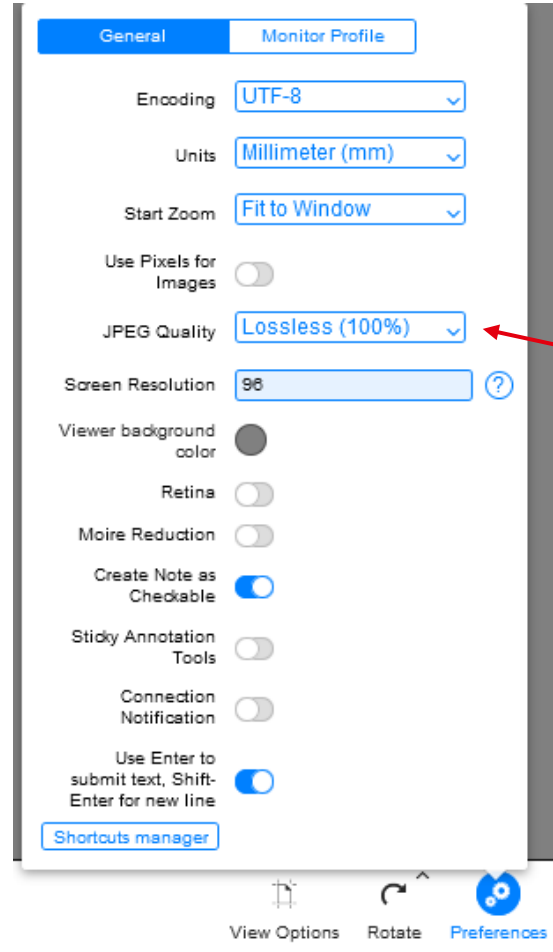 General Monitor Profile
Encoding UTF-8
Units Millimeter (mm)
Start Zoom Fit to Window
Use Pixels for
Images
JPEG Quality Lossless (100%)
Screen Resolution 96 ?
Viewer background
color
Retina
Moire Reduction
Create Note as
Checkable
Sticky Annotation
Tools
Connection
Notification
Use Enter to
submit text, Shift-
Enter for new line
Shortcuts manager
View Options Rotate Preferences